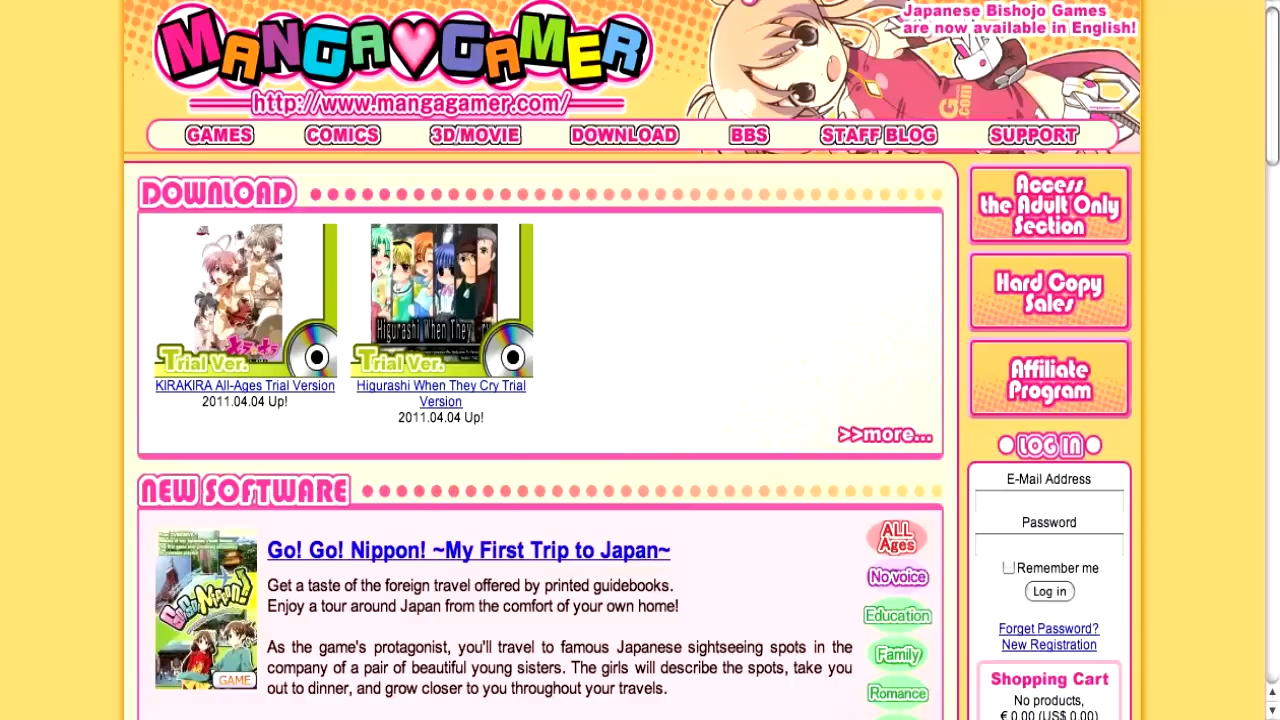 MANGA GAMER
http://www.mangagamer.com/
Japanese Bishojo Games
are now available in English!
GAMES COMICS 3D/MOVIE DOWNLOAD BBS STAFF BLOG SUPPORT
DOWNLOAD
Trial Ver.
KIRAKIRA All-Ages Trial Version
2011.04.04 Up!
Higurashi When They
Trial Ver.
Higurashi When They Cry Trial
Version
2011.04.04 Up!
>>more...
NEW SOFTWARE
Go! Go! Nippon!
GAME
Go! Go! Nippon! ~My First Trip to Japan~
Get a taste of the foreign travel offered by printed guidebooks.
Enjoy a tour around Japan from the comfort of your own home!
As the game's protagonist, you'll travel to famous Japanese sightseeing spots in the
company of a pair of beautiful young sisters. The girls will describe the spots, take you
out to dinner, and grow closer to you throughout your travels.
ALL
Ages
No voice
Education
Family
Romance
Access
the Adult Only
Section
Hard Copy
Sales
Affiliate
Program
LOG IN
E-Mail Address
Password
Remember me
Log in
Forget Password?
New Registration
Shopping Cart
No products,
€ 0.00 (US$ 0.00)